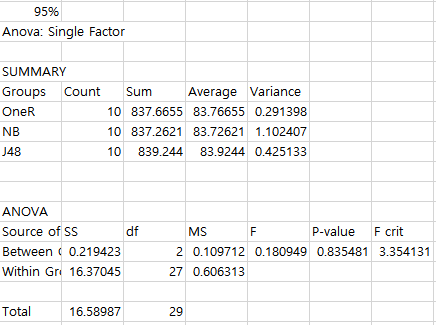 95%
Anova: Single Factor
SUMMARY
Groups Count Sum Average Variance
OneR 10 837.6655 83.76655 0.291398
NB 10 837.2621 83.72621 1.102407
J48 10 839.244 83.9244 0.425133
ANOVA
Source of SS df MS F P-value F crit
Between G 0.219423 2 0.109712 0.180949 0.835481 3.354131
Within Gr 16.37045 27 0.606313
Total 16.58987 29